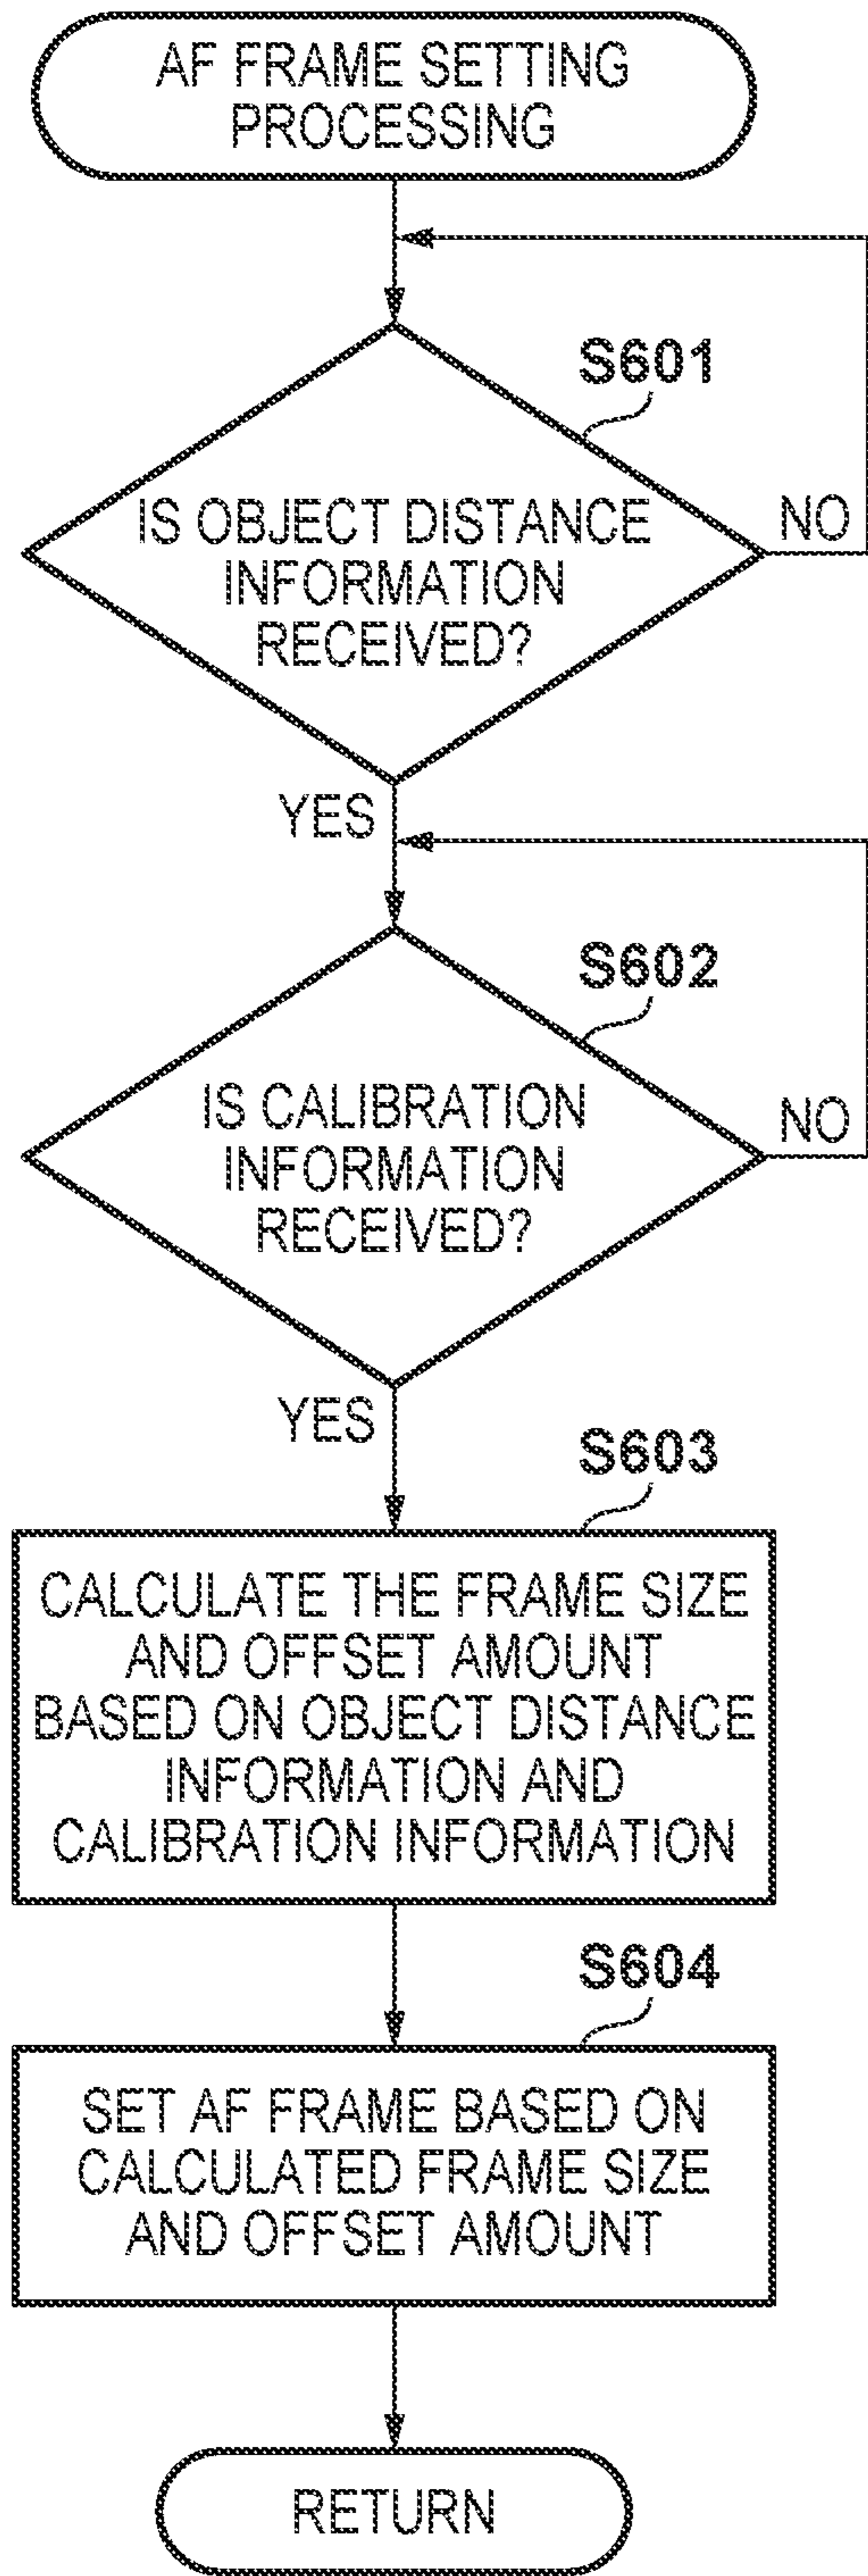 AF FRAME SETTING
PROCESSING
S601
IS OBJECT DISTANCE
INFORMATION
RECEIVED?
NO
YES
S602
IS CALIBRATION
INFORMATION
RECEIVED?
NO
YES
S603
CALCULATE THE FRAME SIZE
AND OFFSET AMOUNT
BASED ON OBJECT DISTANCE
INFORMATION AND
CALIBRATION INFORMATION
S604
SET AF FRAME BASED ON
CALCULATED FRAME SIZE
AND OFFSET AMOUNT
RETURN